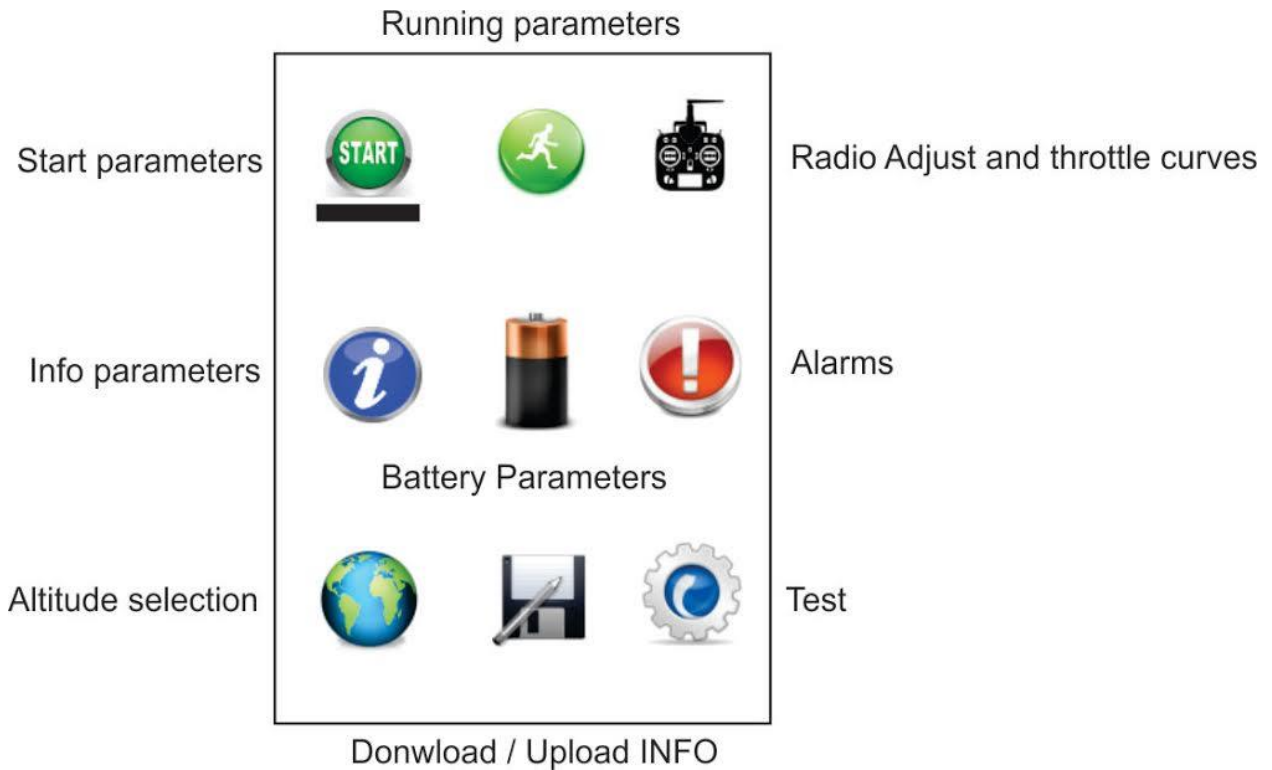 Running parameters
START
Start parameters
Radio Adjust and throttle curves
Info parameters
Alarms
Battery Parameters
Altitude selection
Test
Donwload / Upload INFO